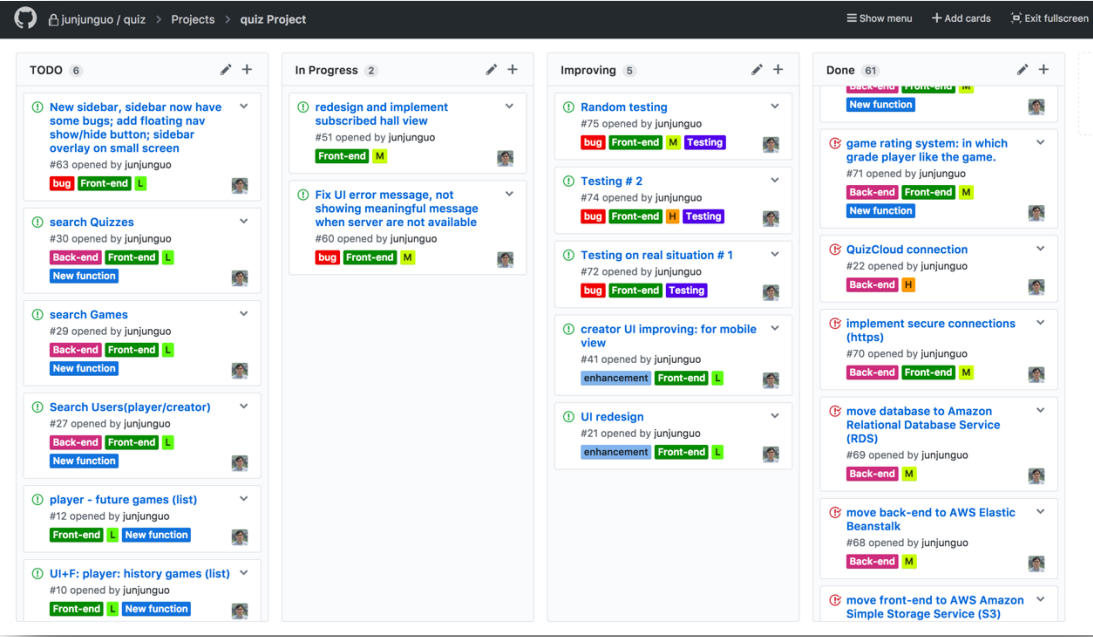 junjunguo / quiz > Projects > quiz Project
Show menu
Add cards
Exit fullscreen
TODO 6
New sidebar, sidebar now have
some bugs; add floating nav
show/hide button; sidebar
overlay on small screen
#63 opened by junjunguo
bug Front-end L
search Quizzes
#30 opened by junjunguo
Back-end Front-end L
New function
search Games
#29 opened by junjunguo
Back-end Front-end L
New function
Search Users(player/creator)
#27 opened by junjunguo
Back-end Front-end L
New function
player - future games (list)
#12 opened by junjunguo
Front-end L New function
UI+F: player: history games (list)
#10 opened by junjunguo
Front-end L New function
In Progress 2
redesign and implement
subscribed hall view
#51 opened by junjunguo
Front-end M
Fix UI error message, not
showing meaningful message
when server are not available
#60 opened by junjunguo
bug Front-end M
Improving 5
Random testing
#75 opened by junjunguo
bug Front-end M Testing
Testing # 2
#74 opened by junjunguo
bug Front-end H Testing
Testing on real situation # 1
#72 opened by junjunguo
bug Front-end Testing
creator UI improving: for mobile
view
#41 opened by junjunguo
enhancement Front-end L
UI redesign
#21 opened by junjunguo
enhancement Front-end L
Done 61
Back-end Front-end M
New function
game rating system: in which
grade player like the game.
#71 opened by junjunguo
Back-end Front-end M
New function
QuizCloud connection
#22 opened by junjunguo
Back-end H
implement secure connections
(https)
#70 opened by junjunguo
Back-end Front-end M
move database to Amazon
Relational Database Service
(RDS)
#69 opened by junjunguo
Back-end M
move back-end to AWS Elastic
Beanstalk
#68 opened by junjunguo
Back-end M
move front-end to AWS Amazon
Simple Storage Service (S3)